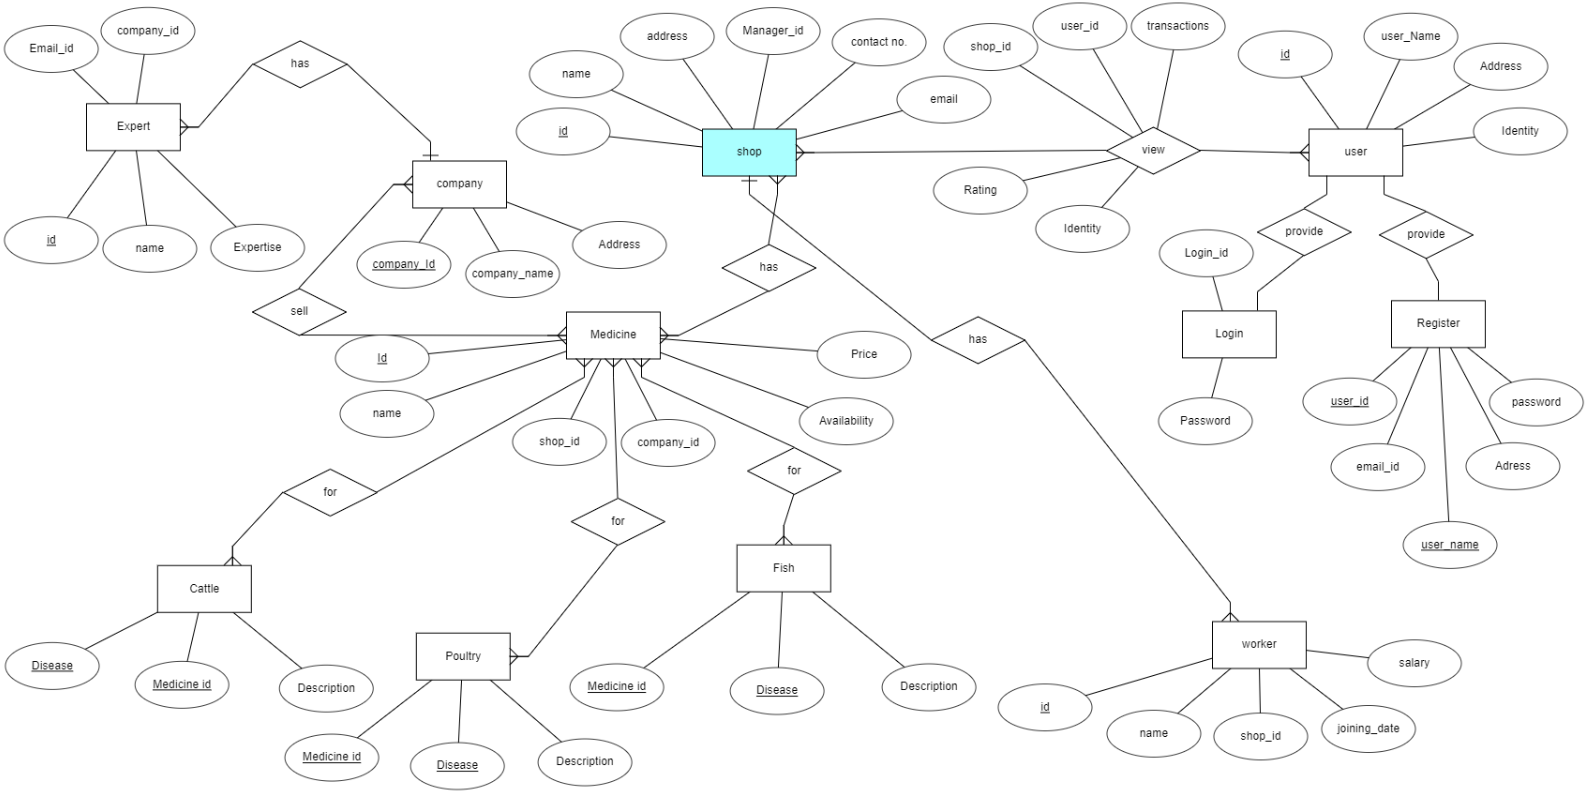 company_id
Email_id
has
Expert
id
name
Expertise
company
company_Id
company_name
Address
sell
address
Manager_id
contact no.
name
email
id
shop
has
shop_id
user_id
transactions
view
Rating
Identity
id
user_Name
Address
Identity
user
provide
provide
Login_id
Login
Password
Register
user_id
password
email_id
Adress
user_name
Medicine
Id
name
shop_id
company_id
Availability
Price
has
for
for
for
Cattle
Disease
Medicine id
Description
Poultry
Medicine id
Disease
Description
Fish
Medicine id
Disease
Description
worker
salary
id
name
shop_id
joining_date